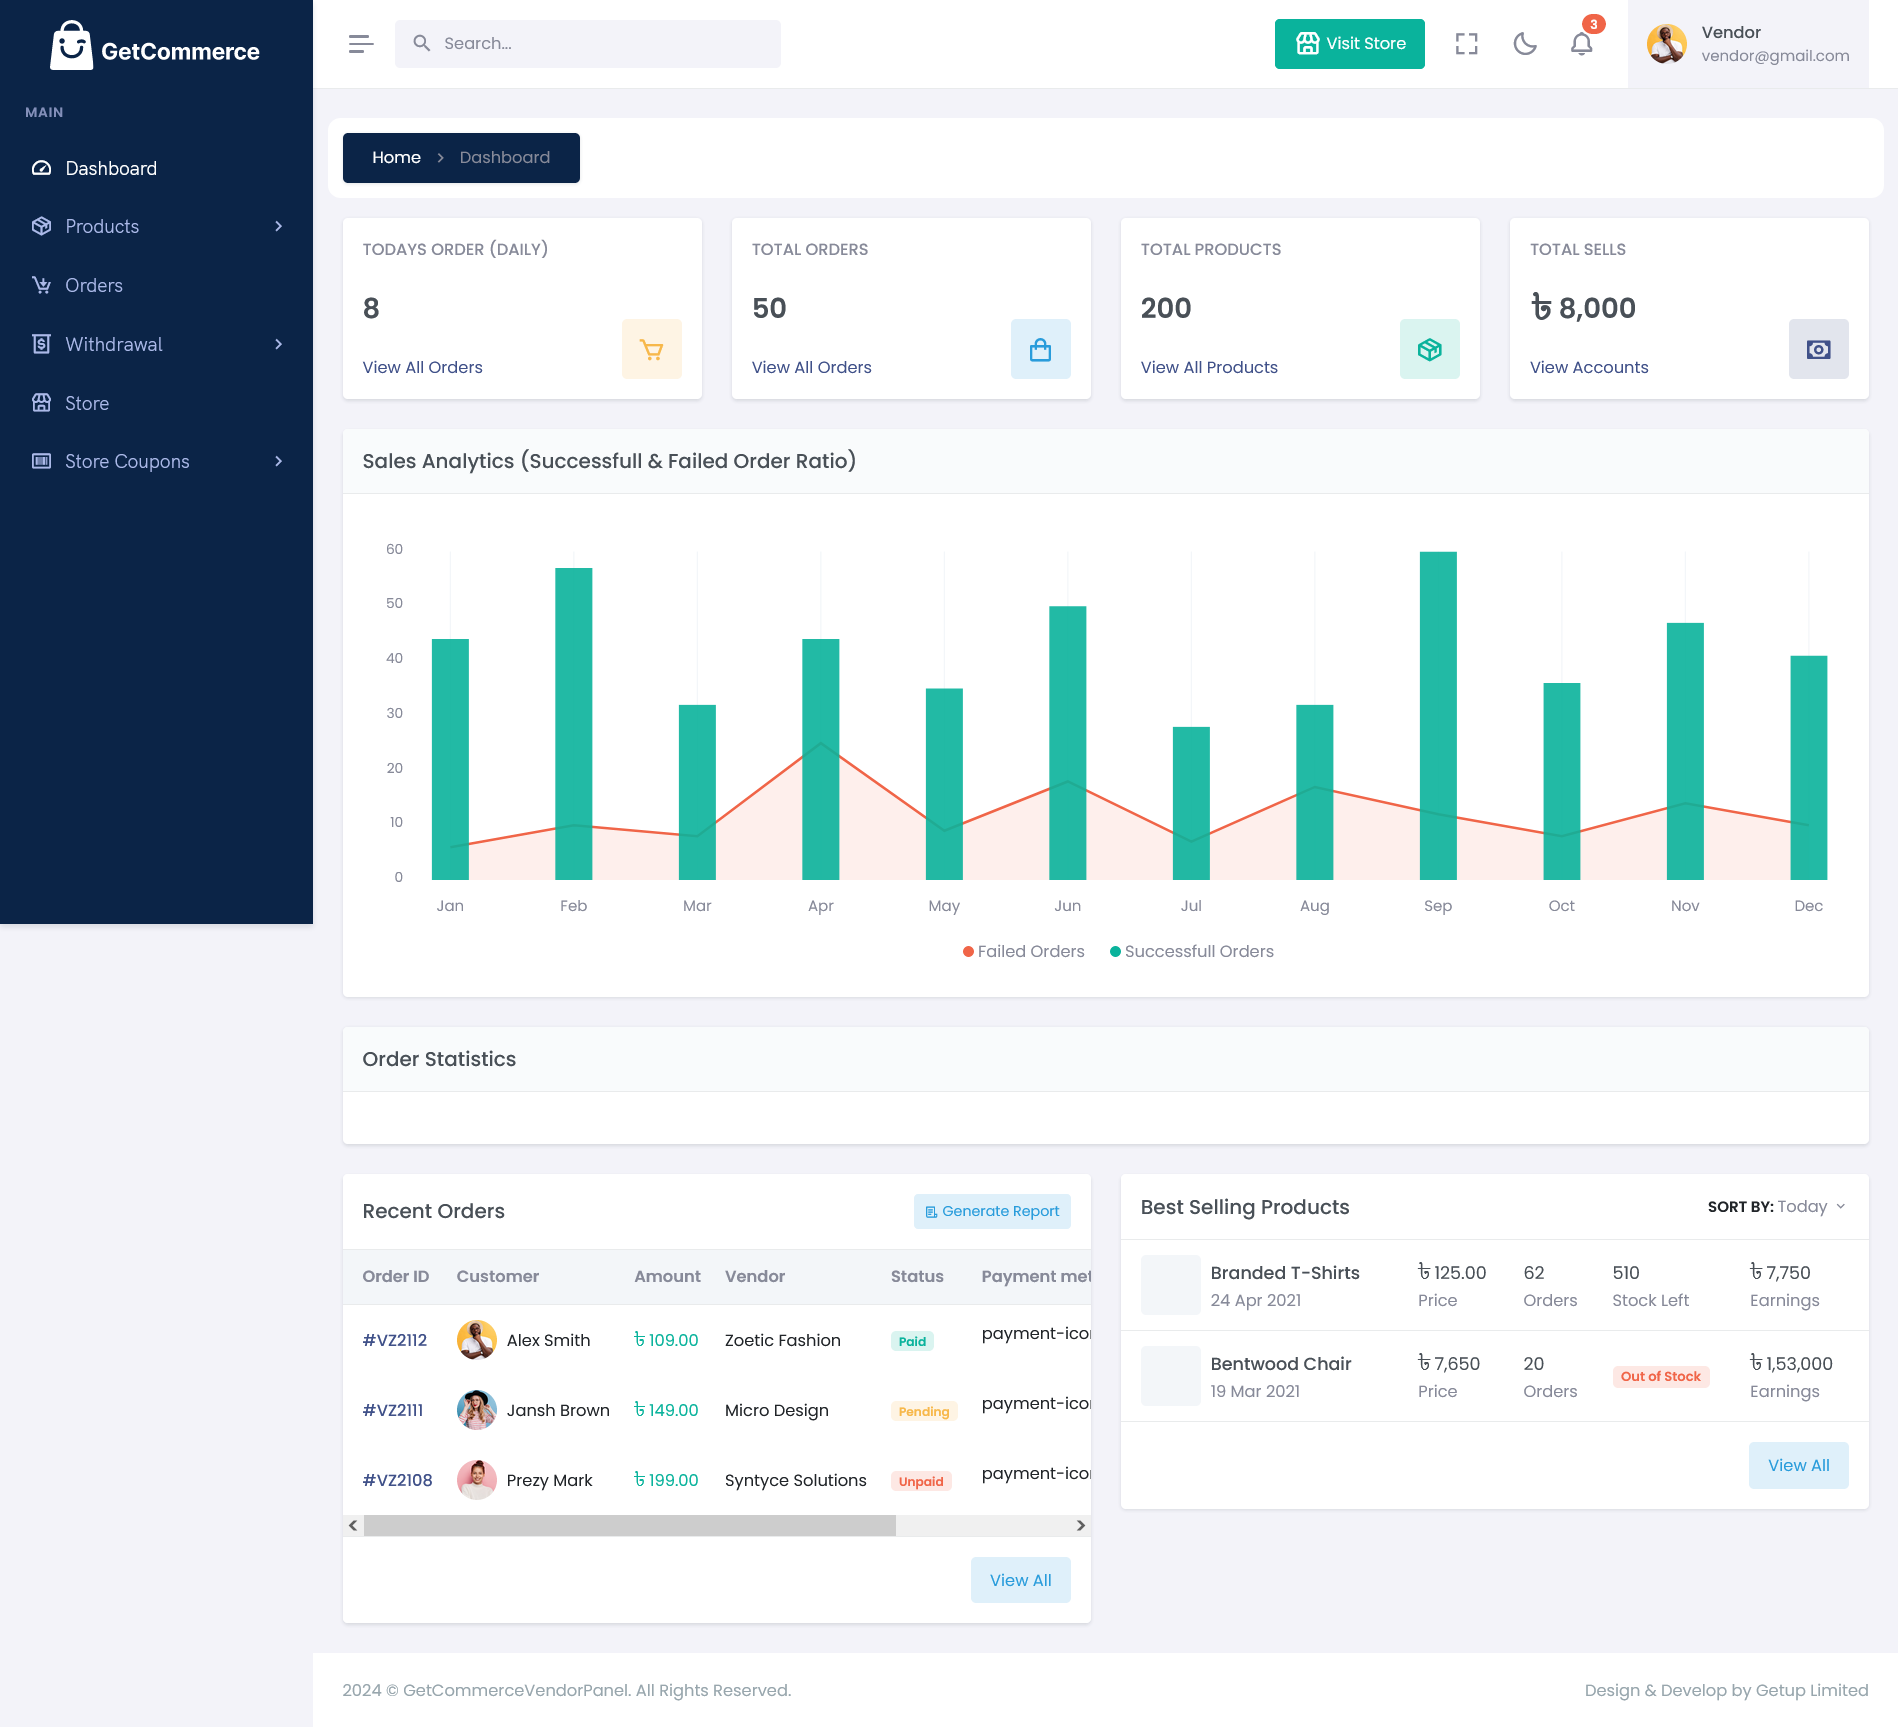 GetCommerce
Search...
Visit Store
3
Vendor
vendor@gmail.com
MAIN
Dashboard
Products
Orders
Withdrawal
Store
Store Coupons
Home > Dashboard
TODAYS ORDER (DAILY)
8
View All Orders
TOTAL ORDERS
50
View All Orders
TOTAL PRODUCTS
200
View All Products
TOTAL SELLS
৳ 8,000
View Accounts
Sales Analytics (Successfull & Failed Order Ratio)
60
50
40
30
20
10
0
Jan Feb Mar Apr May Jun Jul Aug Sep Oct Nov Dec
Failed Orders Successfull Orders
Order Statistics
Recent Orders
Generate Report
Order ID Customer Amount Vendor Status Payment met
#VZ2112 Alex Smith ৳ 109.00 Zoetic Fashion Paid payment-icon
#VZ2111 Jansh Brown ৳ 149.00 Micro Design Pending payment-icon
#VZ2108 Prezy Mark ৳ 199.00 Syntyce Solutions Unpaid payment-icon
View All
Best Selling Products
SORT BY: Today
Branded T-Shirts ৳ 125.00 62 510 ৳ 7,750
24 Apr 2021 Price Orders Stock Left Earnings
Bentwood Chair ৳ 7,650 20 Out of Stock ৳ 1,53,000
19 Mar 2021 Price Orders Earnings
View All
2024 © GetCommerceVendorPanel. All Rights Reserved.
Design & Develop by Getup Limited